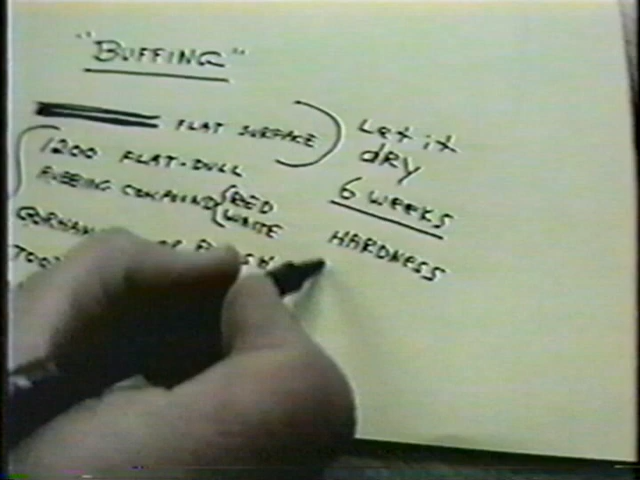 "BUFFING"
FLAT SURFACE
1200 FLAT-DULL
RUBBING COMPOUND RED
WHITE
Let it
dry
6 weeks
HARDNESS